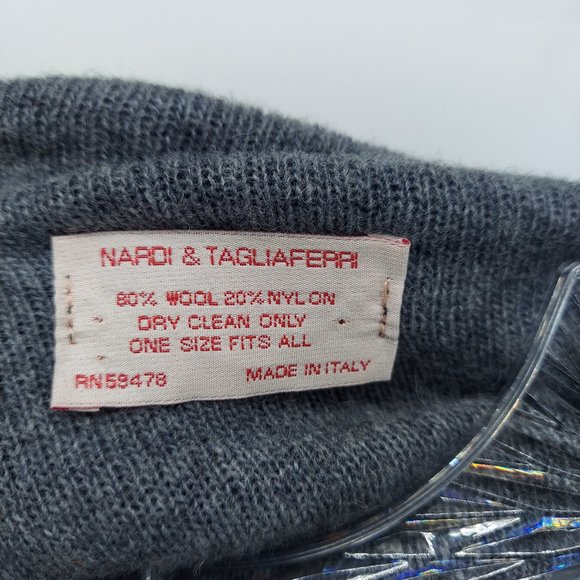 NARDI & TAGLIAFERRI
80% WOOL 20% NYLON
DRY CLEAN ONLY
ONE SIZE FITS ALL
RN59478 MADE IN ITALY